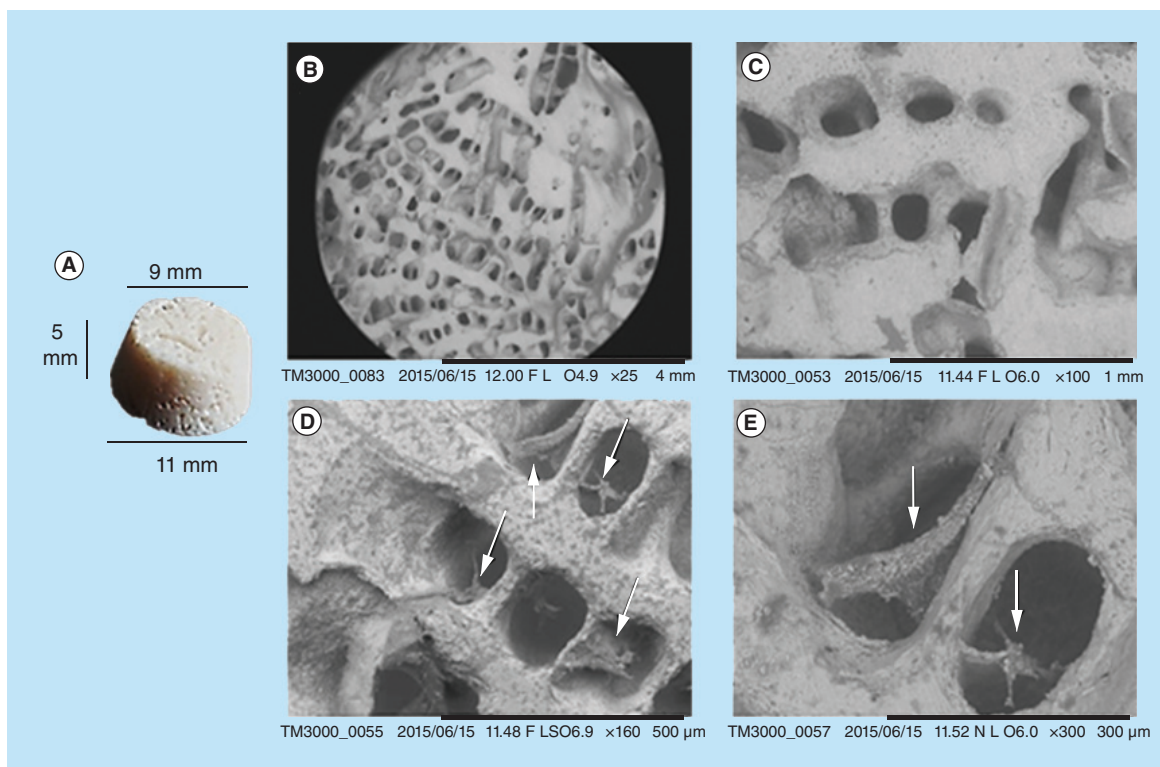 A
9 mm
5
mm
11 mm
B
TM3000_0083 2015/06/15 12.00 F L O4.9 ×25 4 mm
C
TM3000_0053 2015/06/15 11.44 F L O6.0 ×100 1 mm
D
TM3000_0055 2015/06/15 11.48 F LSO6.9 ×160 500 µm
E
TM3000_0057 2015/06/15 11.52 N L O6.0 ×300 300 µm